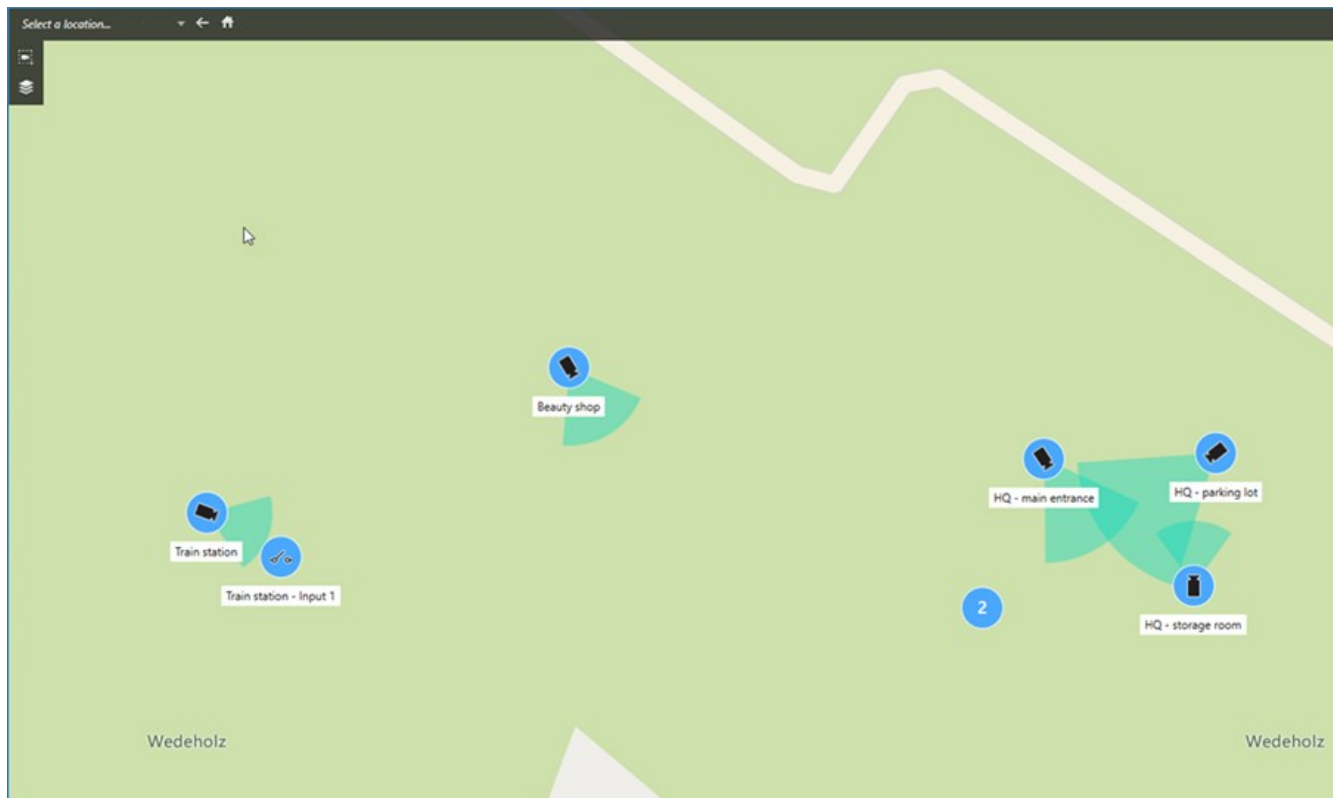 Select a location...
Beauty shop
HQ - main entrance
HQ - parking lot
Train station
Train station - Input 1
2
HQ - storage room
Wedeholz
Wedeholz